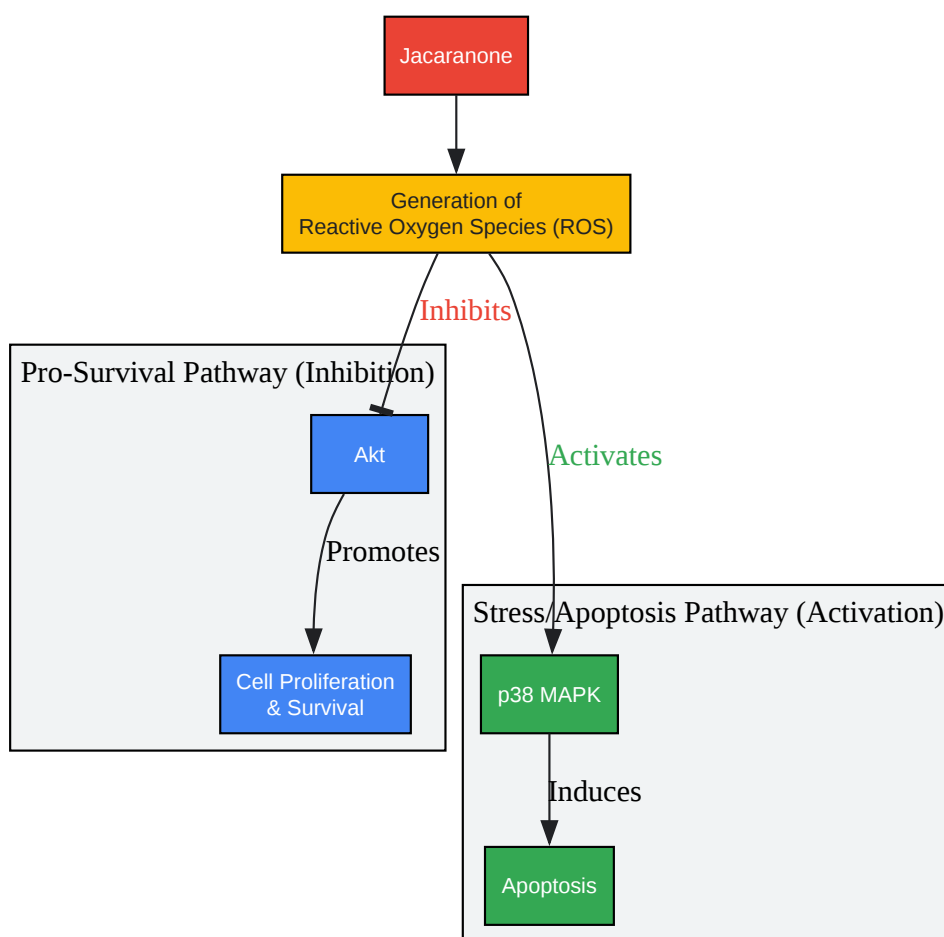 Jacaranone
Generation of
Reactive Oxygen Species (ROS)
Inhibits
Pro-Survival Pathway (Inhibition)
Akt
Activates
Promotes
Stress/Apoptosis Pathway (Activation)
Cell Proliferation
& Survival
p38 MAPK
Induces
Apoptosis